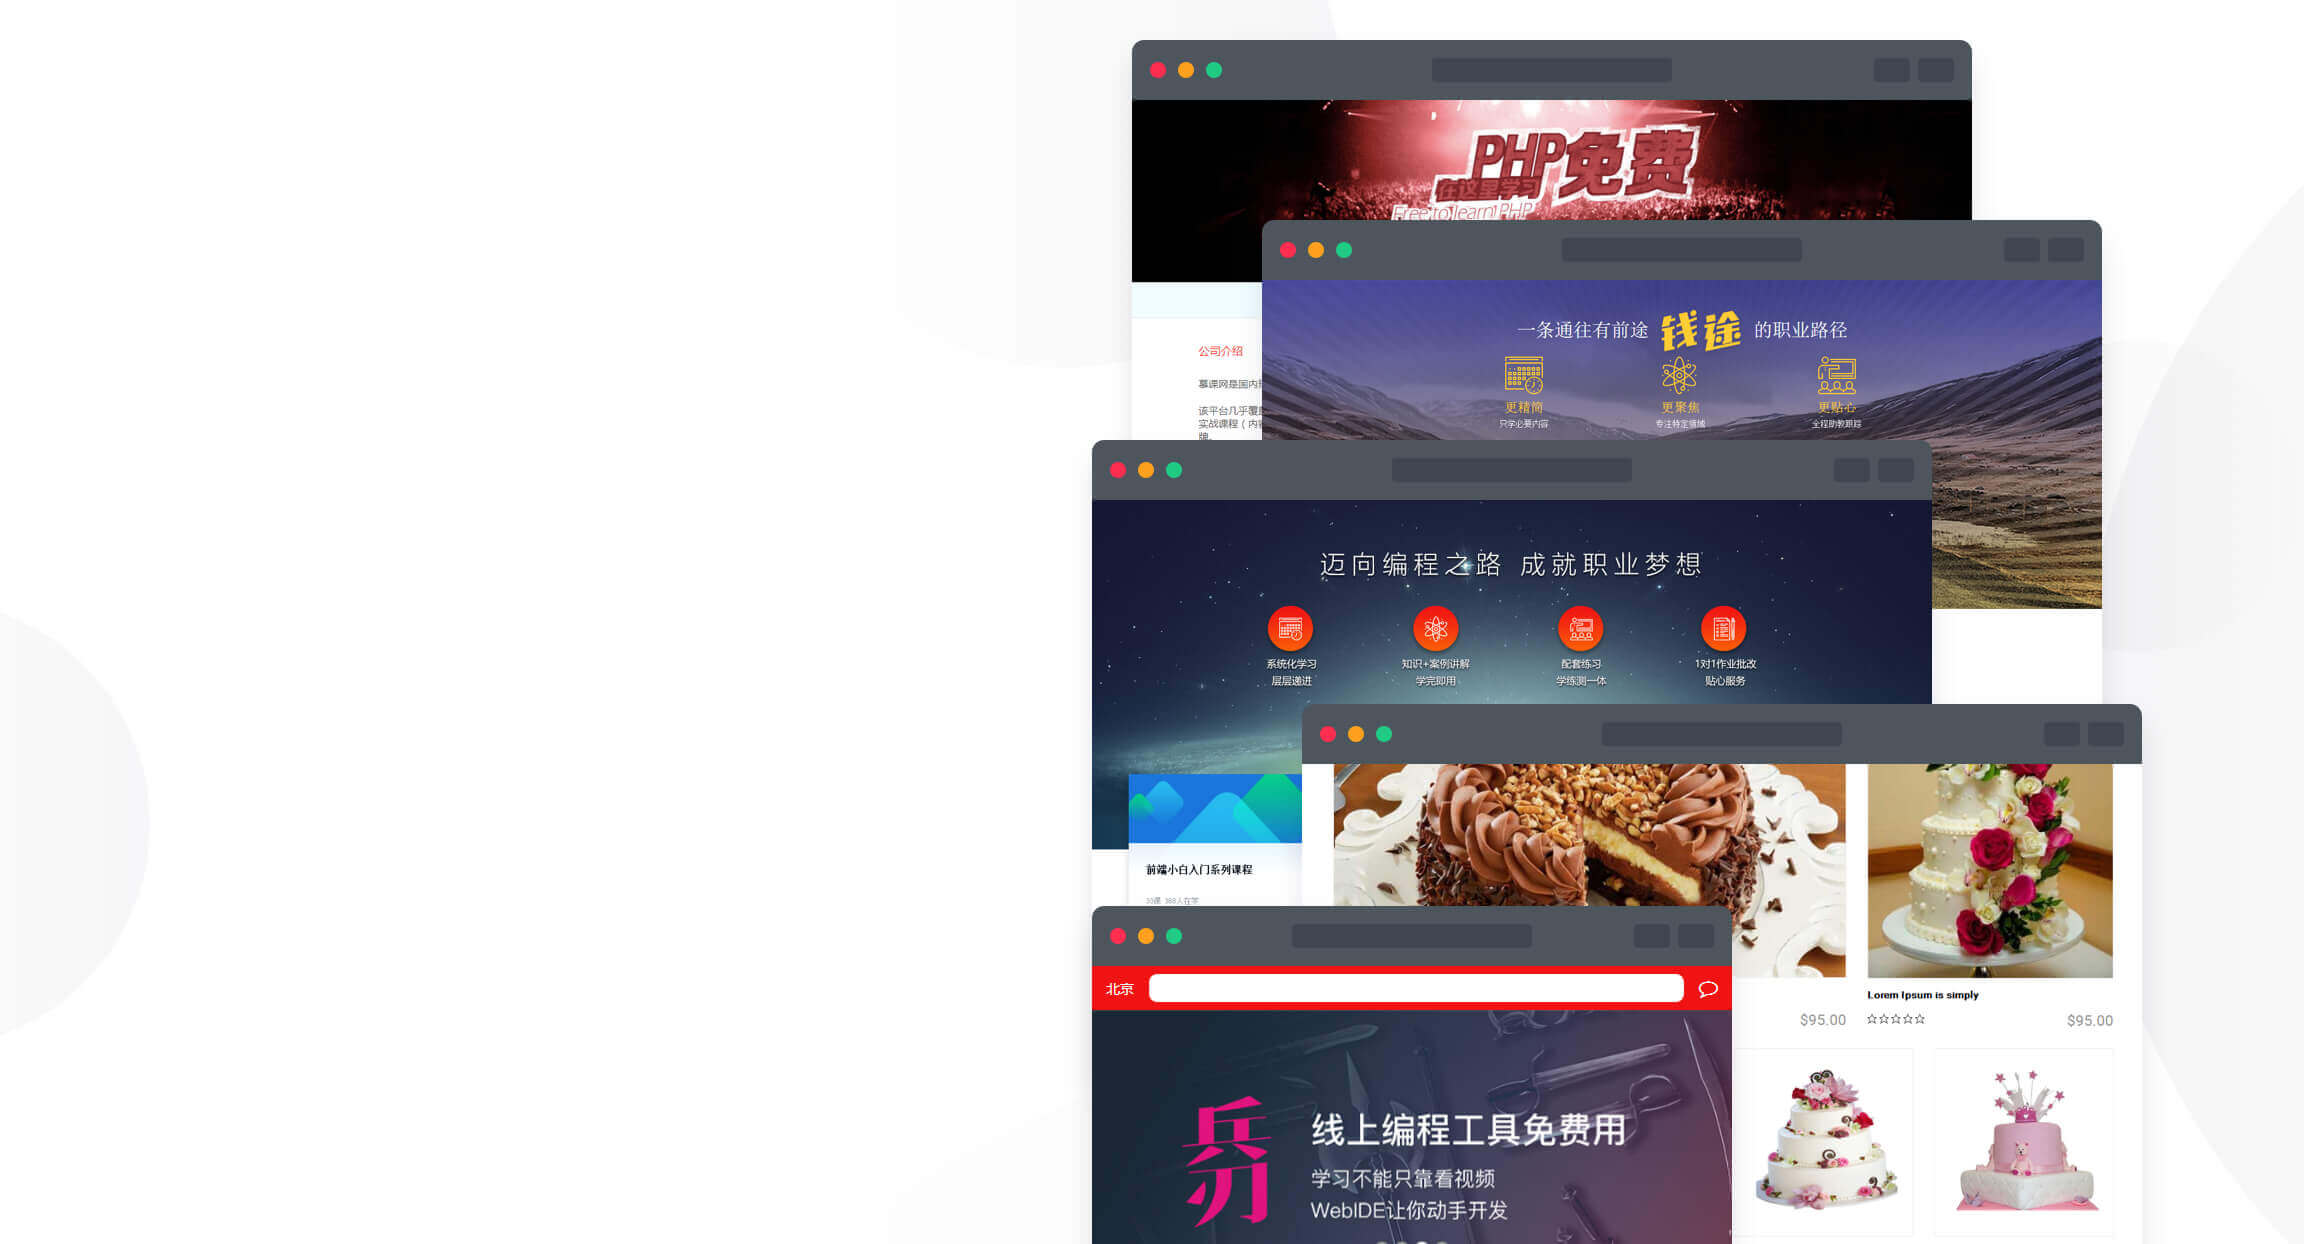 PHP免费
在这里学习
Free to learn PHP
公司介绍
慕课网是国内
该平台几乎覆
实战课程（内
牌。
一条通往有前途 钱途 的职业路径
更精简
更聚焦
更贴心
只学必要内容
专注特定领域
全程助教跟踪
迈向编程之路 成就职业梦想
系统化学习
层层递进
知识+案例讲解
学完即用
配套练习
学练测一体
1对1作业批改
贴心服务
前端小白入门系列课程
388人在学
北京
兵刃
线上编程工具免费用
学习不能只靠看视频
WebIDE让你动手开发
$95.00
Lorem Ipsum is simply
$95.00